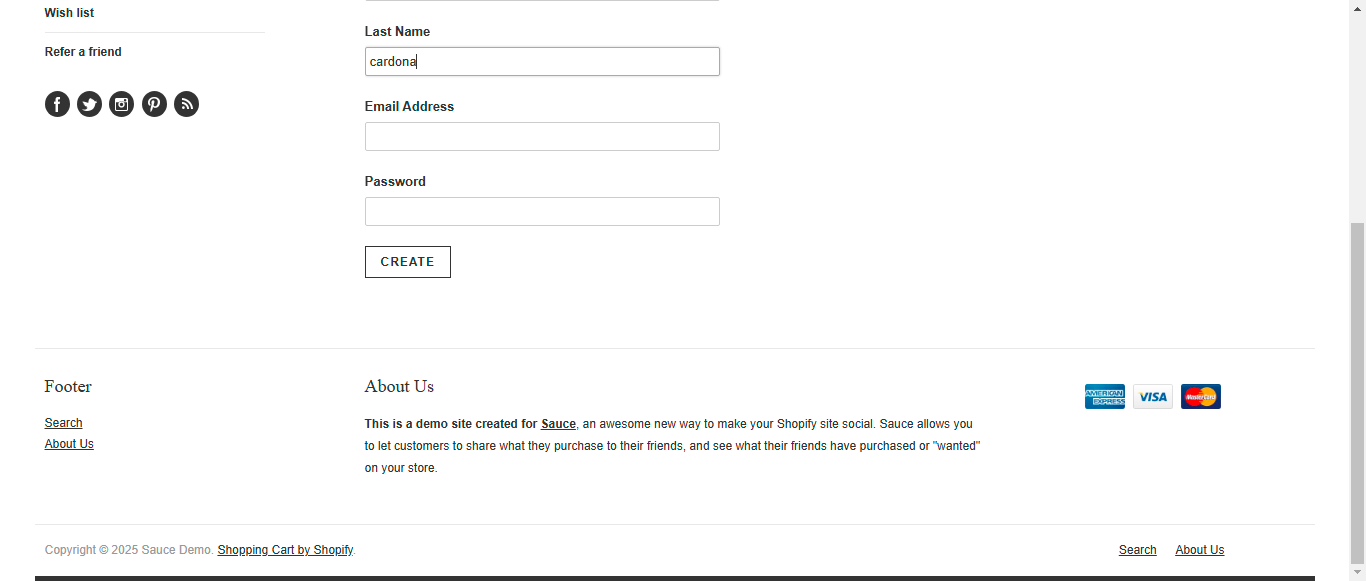 Wish list
Refer a friend
Last Name
cardona
Email Address
Password
CREATE
Footer
Search
About Us
About Us
This is a demo site created for Sauce, an awesome new way to make your Shopify site social. Sauce allows you
to let customers to share what they purchase to their friends, and see what their friends have purchased or "wanted"
on your store.
AMERICAN
EXPRESS
VISA
MasterCard
Copyright © 2025 Sauce Demo. Shopping Cart by Shopify.
Search
About Us